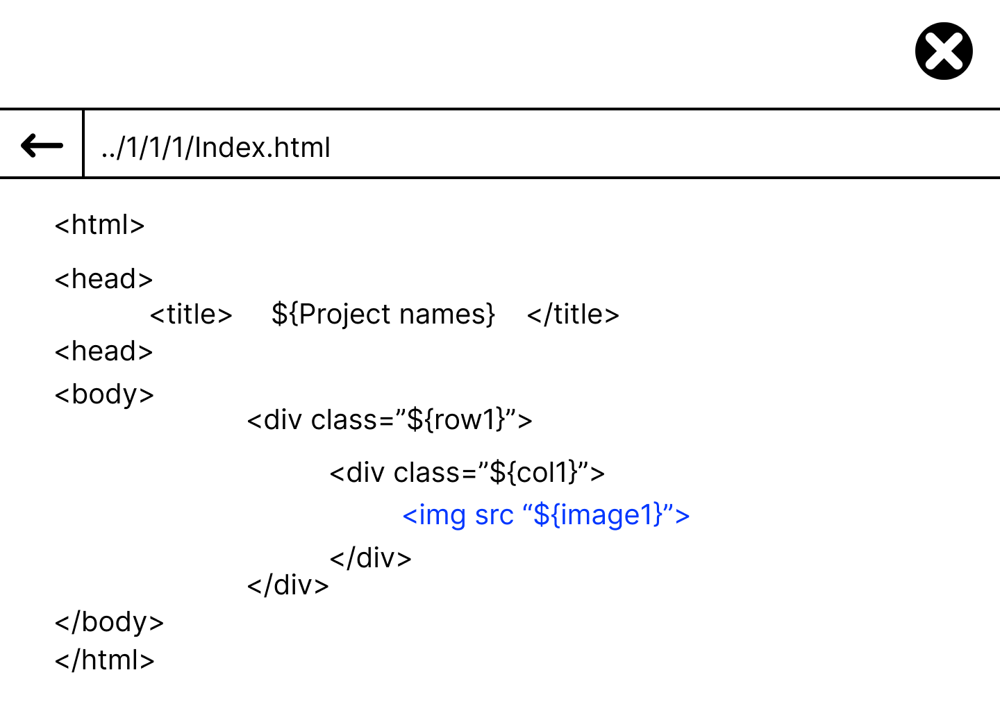 ../1/1/1/Index.html
<html>
<head>
<title> ${Project names} </title>
<head>
<body>
<div class=”${row1}”>
<div class=”${col1}”>
<img src “${image1}”>
</div>
</div>
</body>
</html>